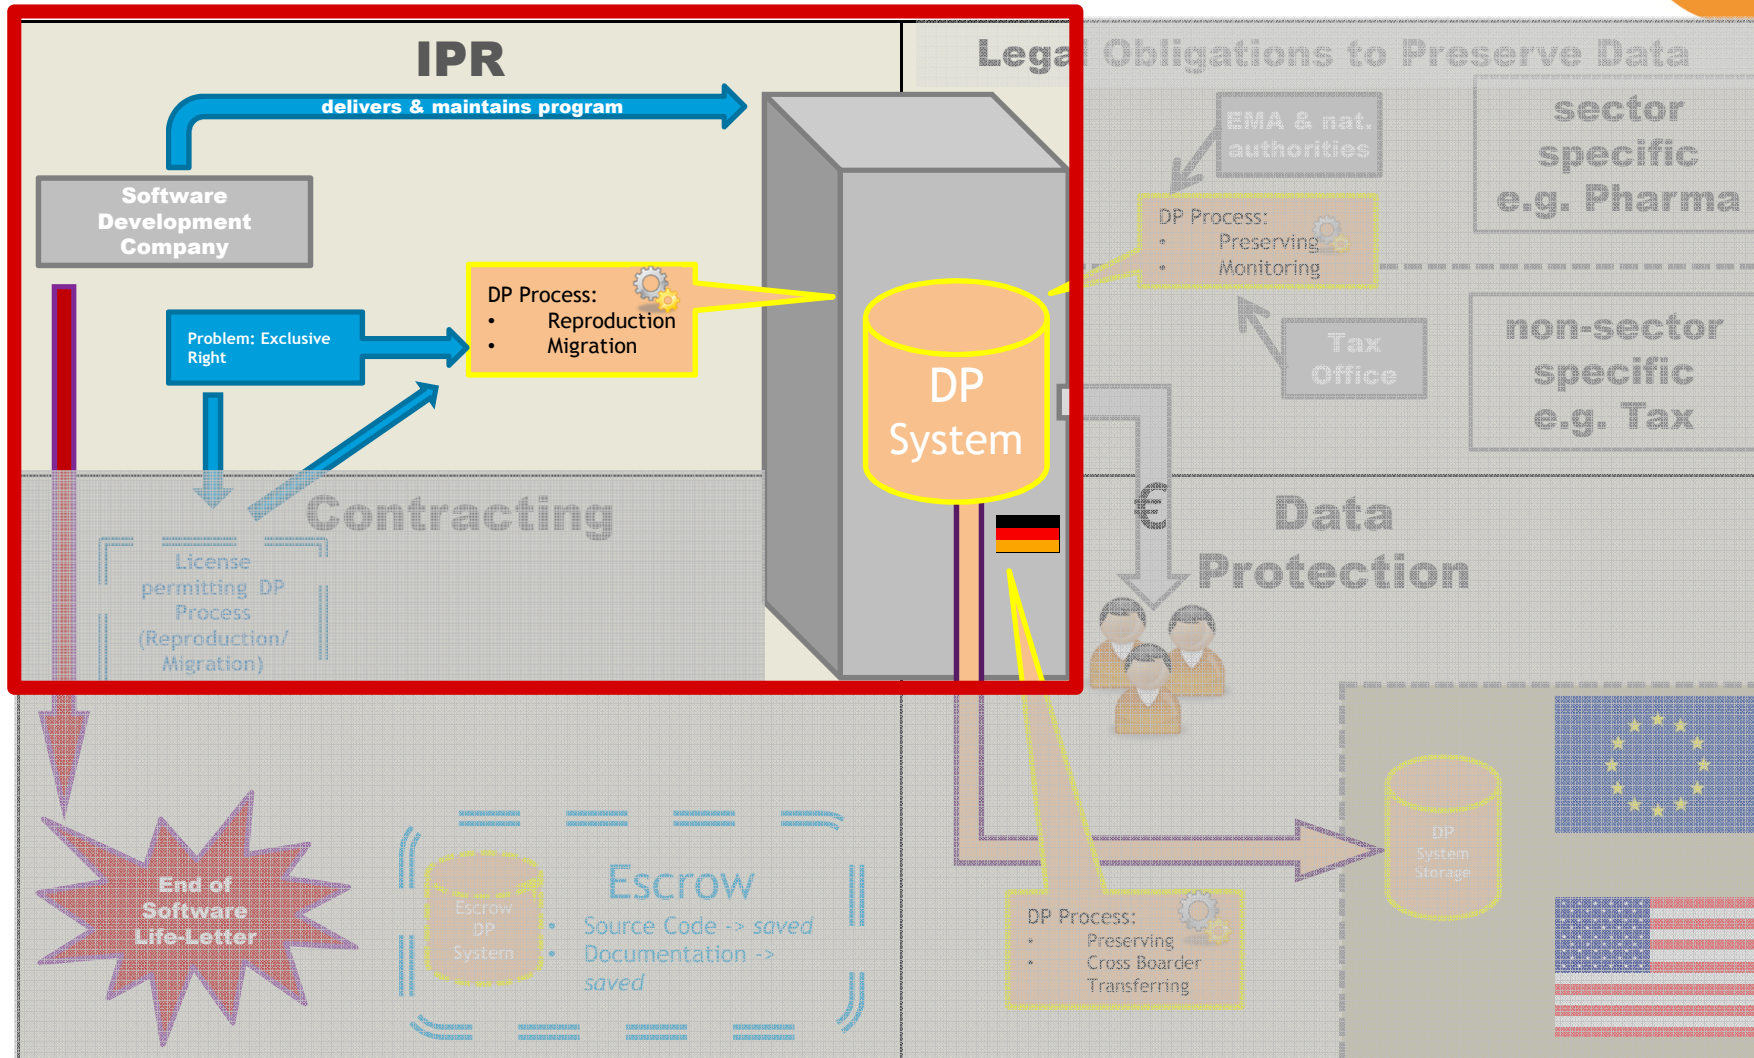 IPR
delivers & maintains program
Software
Development
Company
Problem: Exclusive
Right
DP Process:
• Reproduction
• Migration
DP
System
Contracting
License
permitting DP
Process
(Reproduction/
Migration)
Legal Obligations to Preserve Data
EMA & nat.
authorities
sector
specific
e.g. Pharma
DP Process:
• Preserving
• Monitoring
Tax
Office
non-sector
specific
e.g. Tax
€
Data
Protection
End of
Software
Life-Letter
Escrow
DP
System
Escrow
• Source Code -> saved
• Documentation ->
saved
DP Process:
• Preserving
• Cross Boarder
Transferring
DP
System
Storage